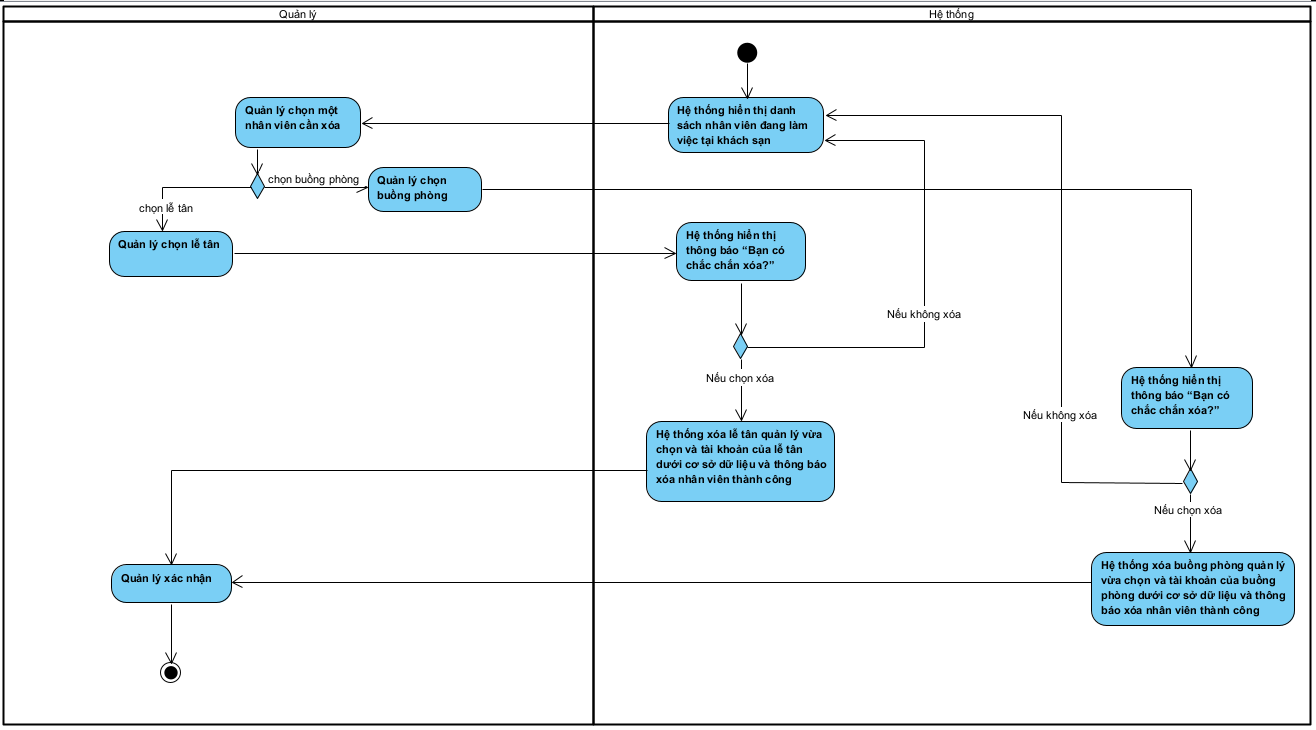 Quản lý
Hệ thống
Quản lý chọn một
nhân viên cần xóa
Hệ thống hiển thị danh
sách nhân viên đang làm
việc tại khách sạn
chọn buồng phòng
Quản lý chọn
buồng phòng
chọn lễ tân
Quản lý chọn lễ tân
Hệ thống hiển thị
thông báo “Bạn có
chắc chắn xóa?”
Nếu không xóa
Nếu chọn xóa
Hệ thống hiển thị
thông báo “Bạn có
chắc chắn xóa?”
Nếu không xóa
Hệ thống xóa lễ tân quản lý vừa
chọn và tài khoản của lễ tân
dưới cơ sở dữ liệu và thông báo
xóa nhân viên thành công
Nếu chọn xóa
Quản lý xác nhận
Hệ thống xóa buồng phòng quản lý
vừa chọn và tài khoản của buồng
phòng dưới cơ sở dữ liệu và thông
báo xóa nhân viên thành công